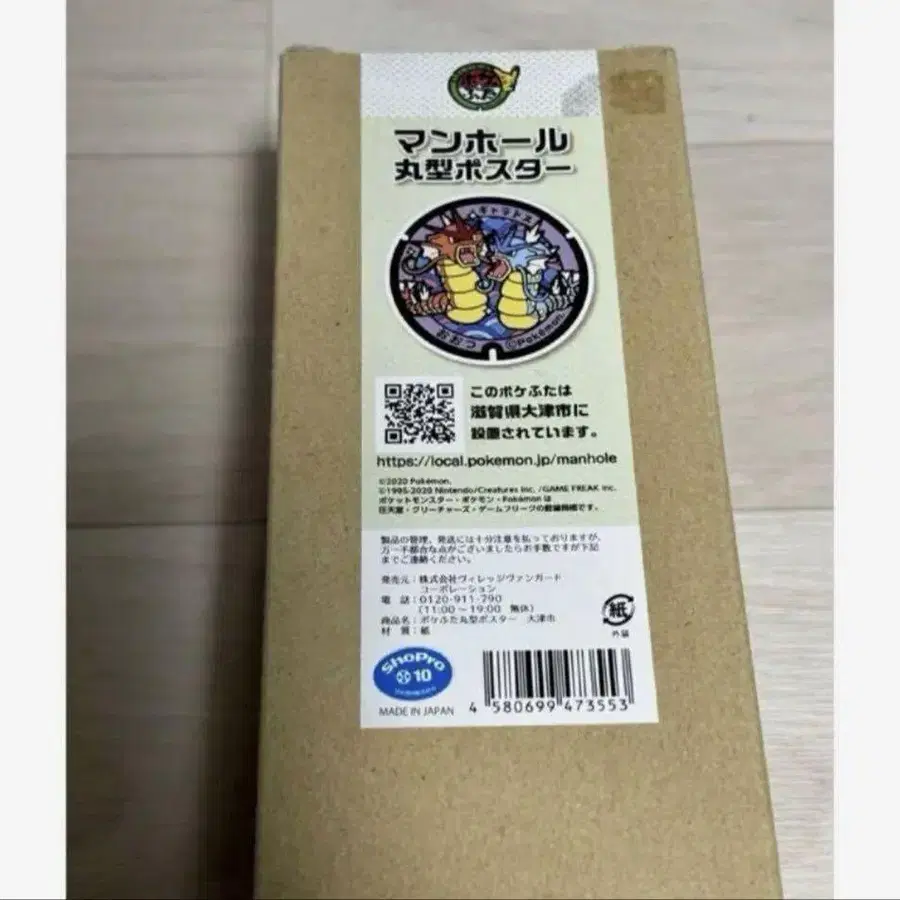 マンホール
丸型ポスター
ギャラドス
おおつ
©Pokémon.
このポケふたは
滋賀県大津市に
設置されています。
https://local.pokemon.jp/manhole
©2020 Pokémon.
©1995-2020 Nintendo/Creatures Inc. /GAME FREAK inc.
ポケットモンスター・ポケモン・Pokémonは
任天堂・クリーチャーズ・ゲームフリークの登録商標です。
製品の管理、発送には十分注意を払っておりますが、
万一不都合な点がございましたらお手数ですが下記
までご連絡ください。
発売元：株式会社ヴィレッジヴァンガード
コーポレーション
電　話：0120-911-790
（11:00～19:00　無休）
商品名：ポケふた丸型ポスター　大津市
材　質：紙
紙
外装
ShoPro
10
MADE IN JAPAN
4 580699 473553